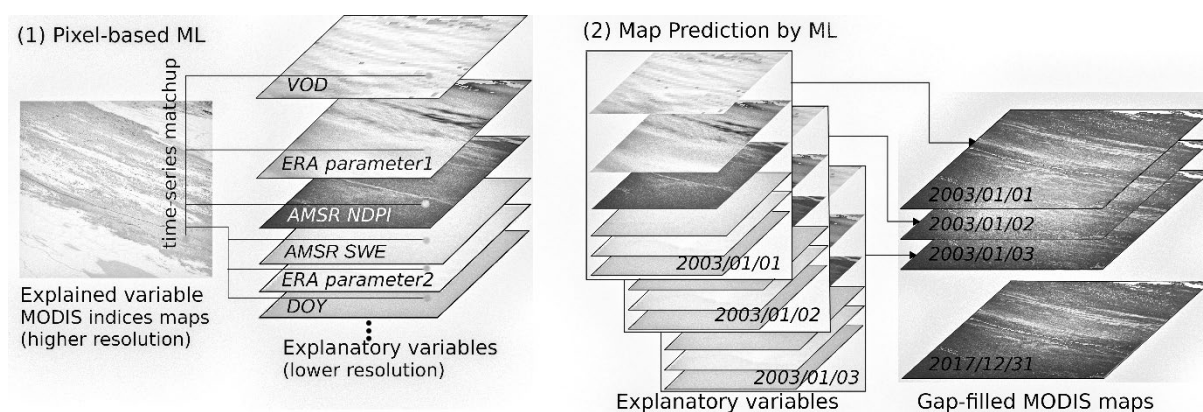 (1) Pixel-based ML
VOD
ERA parameter1
AMSR NDPI
AMSR SWE
ERA parameter2
DOY
time-series matchup
Explained variable
MODIS indices maps
(higher resolution)
Explanatory variables
(lower resolution)
(2) Map Prediction by ML
2003/01/01
2003/01/02
2003/01/03
Explanatory variables
2003/01/01
2003/01/02
2003/01/03
2017/12/31
Gap-filled MODIS maps